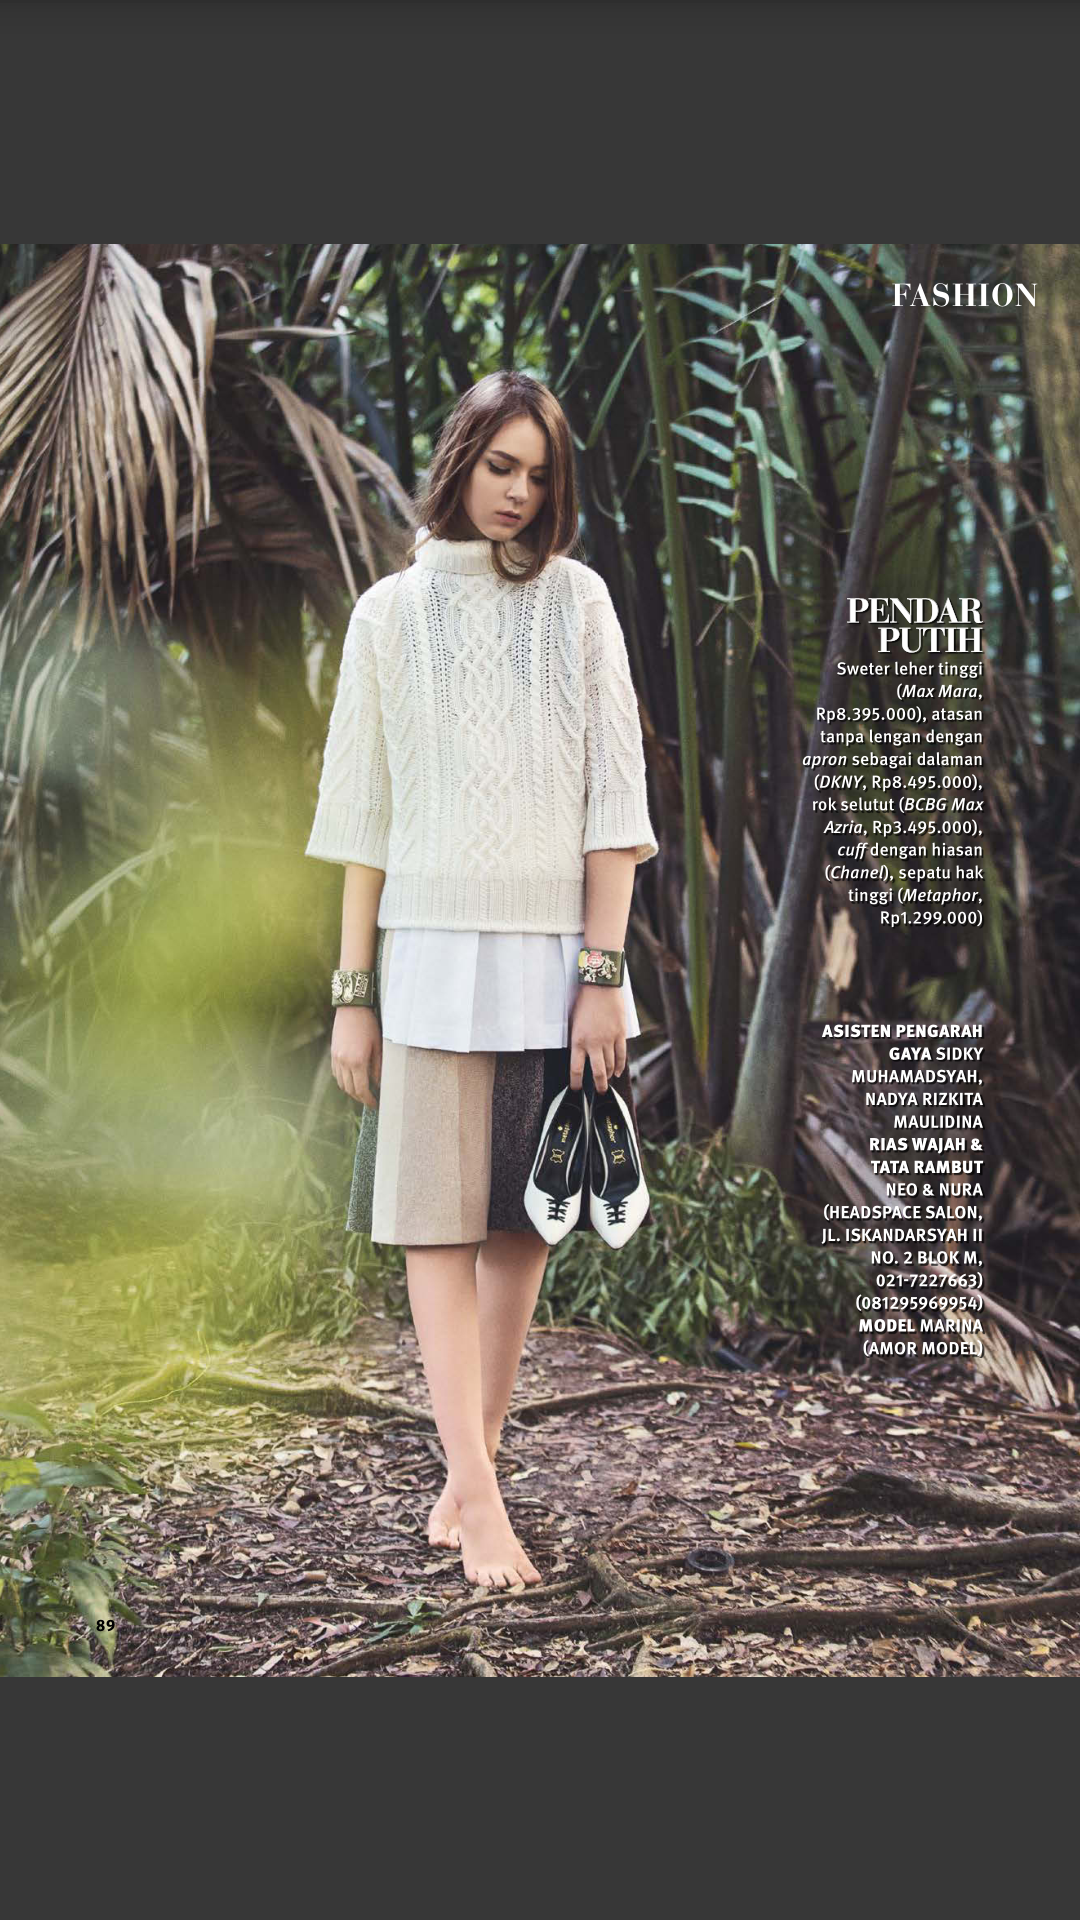 FASHION
PENDAR
PUTIH
Sweter leher tinggi
(Max Mara,
Rp8.395.000), atasan
tanpa lengan dengan
apron sebagai dalaman
(DKNY, Rp8.495.000),
rok selutut (BCBG Max
Azria, Rp3.495.000),
cuff dengan hiasan
(Chanel), sepatu hak
tinggi (Metaphor,
Rp1.299.000)
ASISTEN PENGARAH
GAYA SIDKY
MUHAMADSYAH,
NADYA RIZKITA
MAULIDINA
RIAS WAJAH &
TATA RAMBUT
NEO & NURA
(HEADSPACE SALON,
JL. ISKANDARSYAH II
NO. 2 BLOK M,
021-7227663)
(081295969954)
MODEL MARINA
(AMOR MODEL)
89